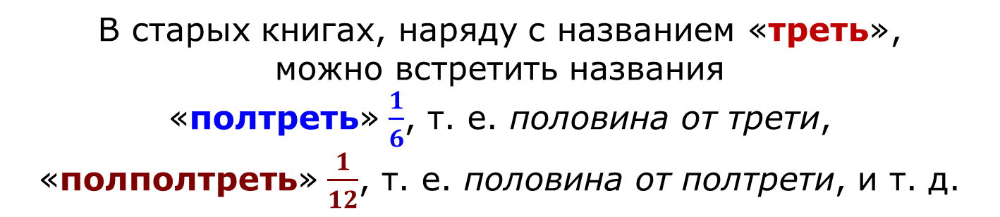 В старых книгах, наряду с названием «треть»,
можно встретить названия
«полтреть» 1/6, т. е. половина от трети,
«полполтреть» 1/12, т. е. половина от полтрети, и т. д.